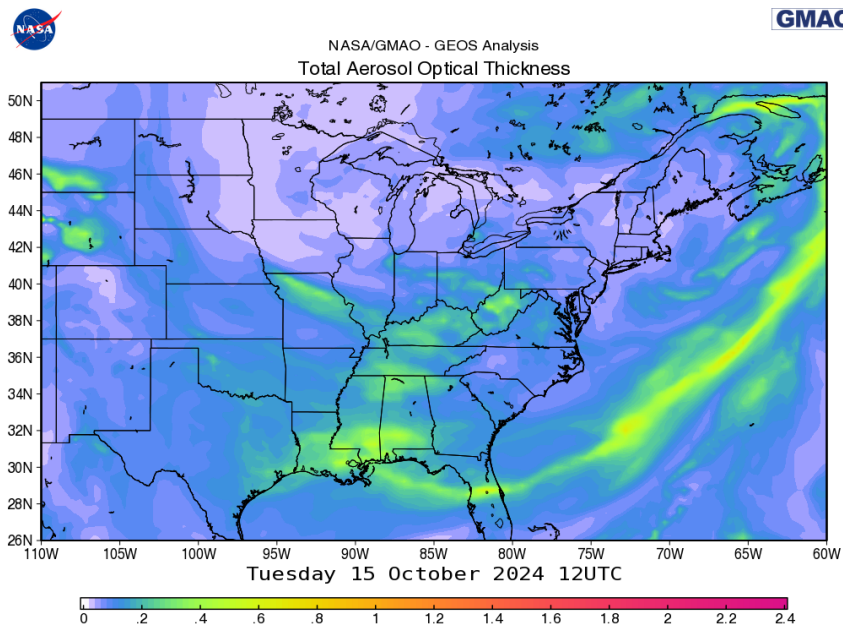 NASA
GMAO
NASA/GMAO - GEOS Analysis
Total Aerosol Optical Thickness
50N
48N
46N
44N
42N
40N
38N
36N
34N
32N
30N
28N
26N
110W 105W 100W 95W 90W 85W 80W 75W 70W 65W 60W
Tuesday 15 October 2024 12UTC
0 .2 .4 .6 .8 1 1.2 1.4 1.6 1.8 2 2.2 2.4